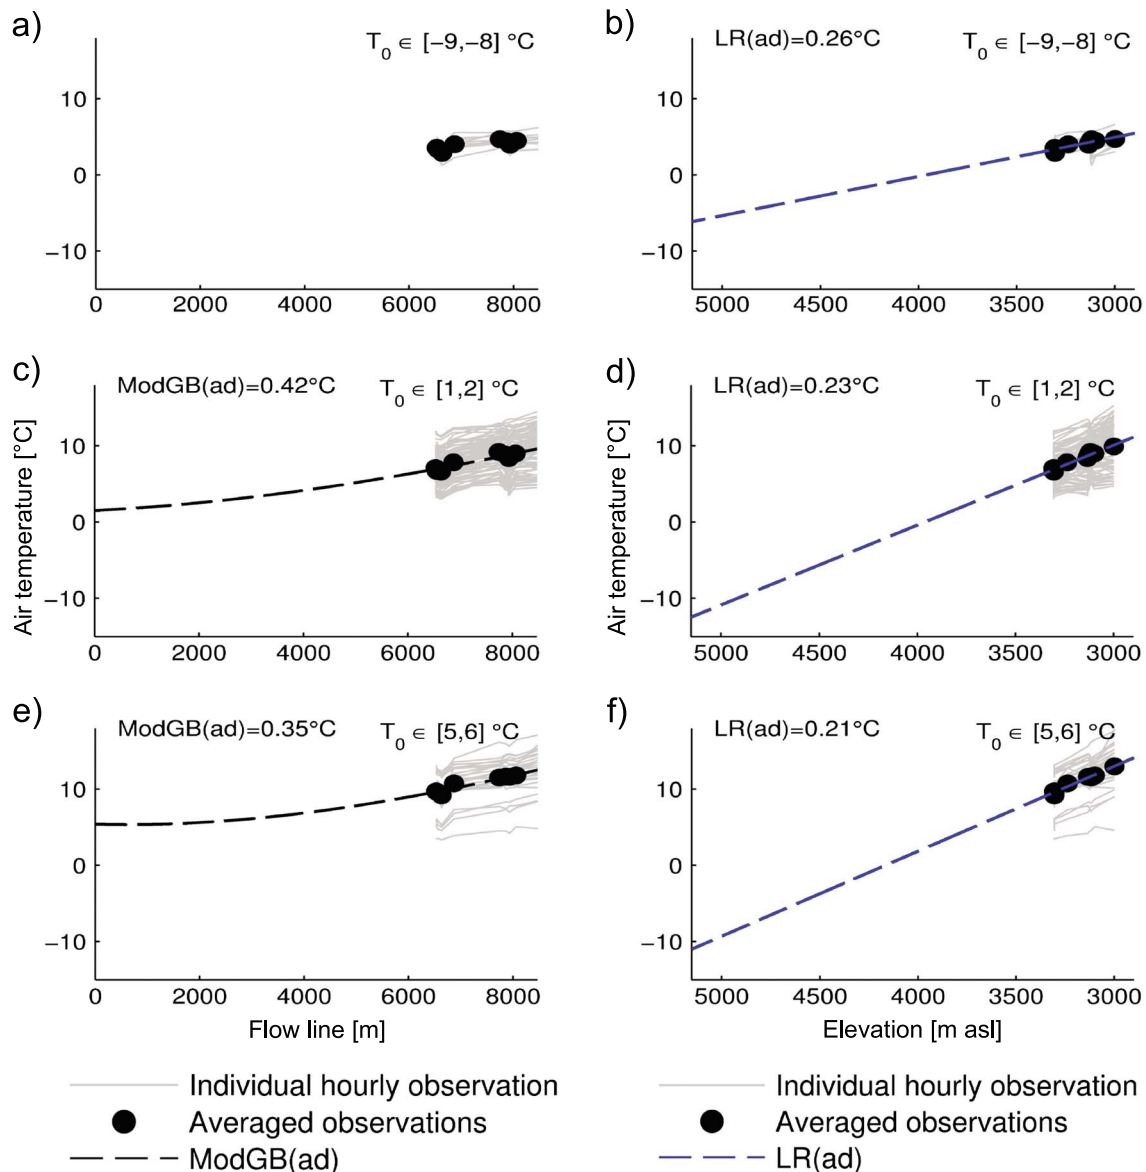 a)
T0 ∈ [−9,−8] °C
10
0
−10
0 2000 4000 6000 8000
b)
LR(ad)=0.26°C T0 ∈ [−9,−8] °C
10
0
−10
5000 4500 4000 3500 3000
c)
ModGB(ad)=0.42°C T0 ∈ [1,2] °C
10
0
−10
0 2000 4000 6000 8000
Air temperature [°C]
d)
LR(ad)=0.23°C T0 ∈ [1,2] °C
10
0
−10
5000 4500 4000 3500 3000
Air temperature [°C]
e)
ModGB(ad)=0.35°C T0 ∈ [5,6] °C
10
0
−10
0 2000 4000 6000 8000
Flow line [m]
f)
LR(ad)=0.21°C T0 ∈ [5,6] °C
10
0
−10
5000 4500 4000 3500 3000
Elevation [m asl]
Individual hourly observation
Averaged observations
ModGB(ad)
Individual hourly observation
Averaged observations
LR(ad)